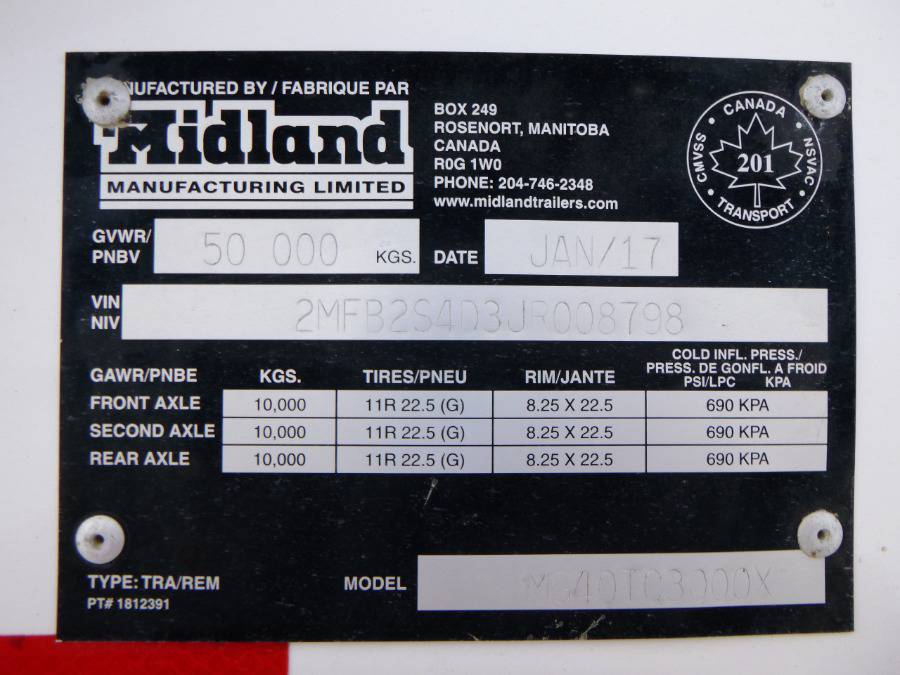 NUFACTURED BY / FABRIQUE PAR
Midland
MANUFACTURING LIMITED
BOX 249
ROSENORT, MANITOBA
CANADA
R0G 1W0
PHONE: 204-746-2348
www.midlandtrailers.com
CANADA
CMVSS 201 NSVAC
TRANSPORT
GVWR/
PNBV 50 000 KGS. DATE JAN/17
VIN
NIV 2MFB2S4D3JR008798
COLD INFL. PRESS./
PRESS. DE GONFL. A FROID
GAWR/PNBE KGS. TIRES/PNEU RIM/JANTE PSI/LPC KPA
FRONT AXLE 10,000 11R 22.5 (G) 8.25 X 22.5 690 KPA
SECOND AXLE 10,000 11R 22.5 (G) 8.25 X 22.5 690 KPA
REAR AXLE 10,000 11R 22.5 (G) 8.25 X 22.5 690 KPA
TYPE: TRA/REM MODEL
PT# 1812391